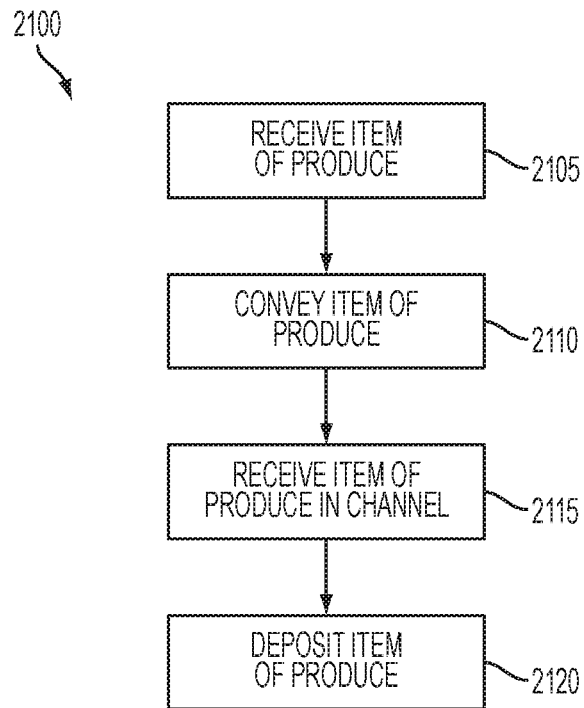 2100
RECEIVE ITEM
OF PRODUCE
2105
CONVEY ITEM OF
PRODUCE
2110
RECEIVE ITEM OF
PRODUCE IN CHANNEL
2115
DEPOSIT ITEM
OF PRODUCE
2120